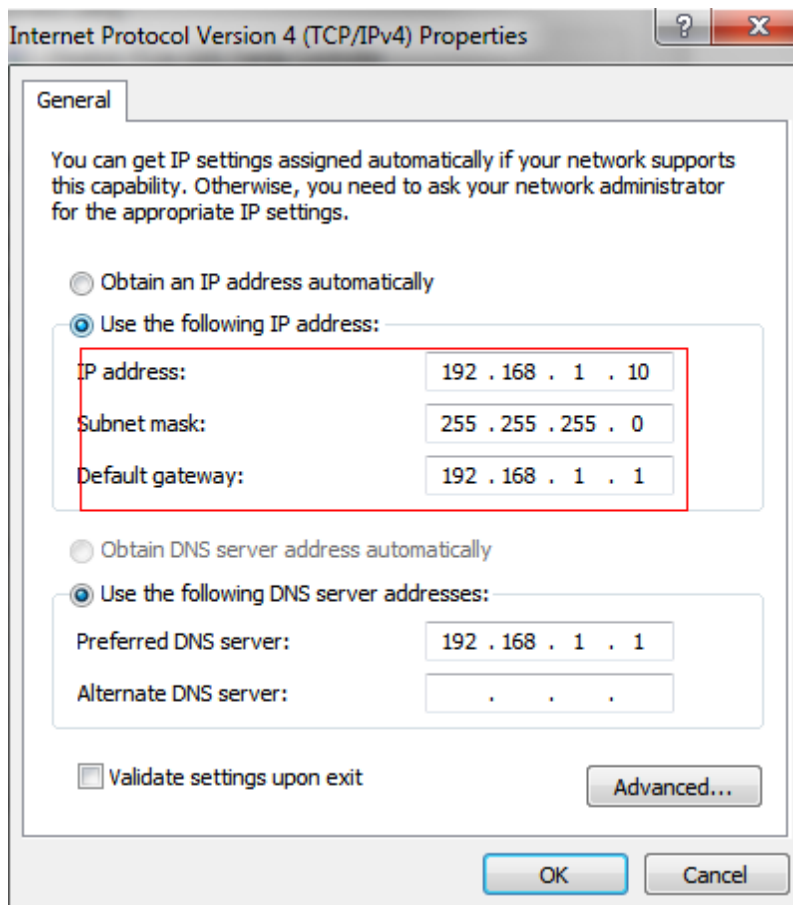 Internet Protocol Version 4 (TCP/IPv4) Properties
General
You can get IP settings assigned automatically if your network supports
this capability. Otherwise, you need to ask your network administrator
for the appropriate IP settings.
Obtain an IP address automatically
Use the following IP address:
IP address: 192 . 168 . 1 . 10
Subnet mask: 255 . 255 . 255 . 0
Default gateway: 192 . 168 . 1 . 1
Obtain DNS server address automatically
Use the following DNS server addresses:
Preferred DNS server: 192 . 168 . 1 . 1
Alternate DNS server: . . .
Validate settings upon exit
Advanced...
OK Cancel